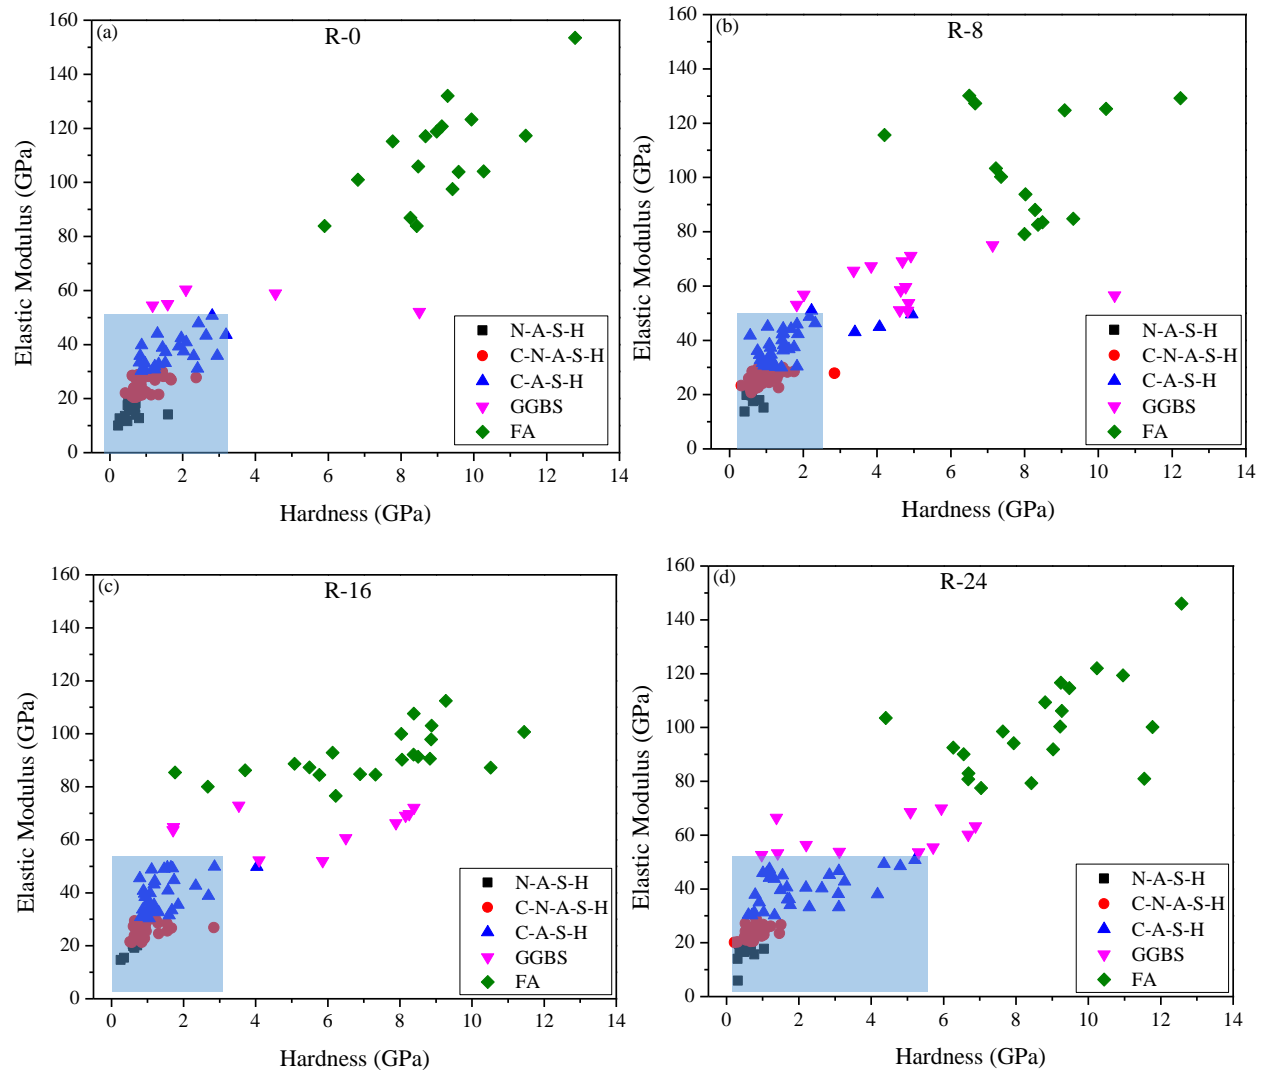 (a)
R-0
160
140
120
100
80
60
40
20
0
Elastic Modulus (GPa)
N-A-S-H
C-N-A-S-H
C-A-S-H
GGBS
FA
0 2 4 6 8 10 12 14
Hardness (GPa)
(b)
R-8
160
140
120
100
80
60
40
20
0
Elastic Modulus (GPa)
N-A-S-H
C-N-A-S-H
C-A-S-H
GGBS
FA
0 2 4 6 8 10 12 14
Hardness (GPa)
(c)
R-16
160
140
120
100
80
60
40
20
0
Elastic Modulus (GPa)
N-A-S-H
C-N-A-S-H
C-A-S-H
GGBS
FA
0 2 4 6 8 10 12 14
Hardness (GPa)
(d)
R-24
160
140
120
100
80
60
40
20
0
Elastic Modulus (GPa)
N-A-S-H
C-N-A-S-H
C-A-S-H
GGBS
FA
0 2 4 6 8 10 12 14
Hardness (GPa)